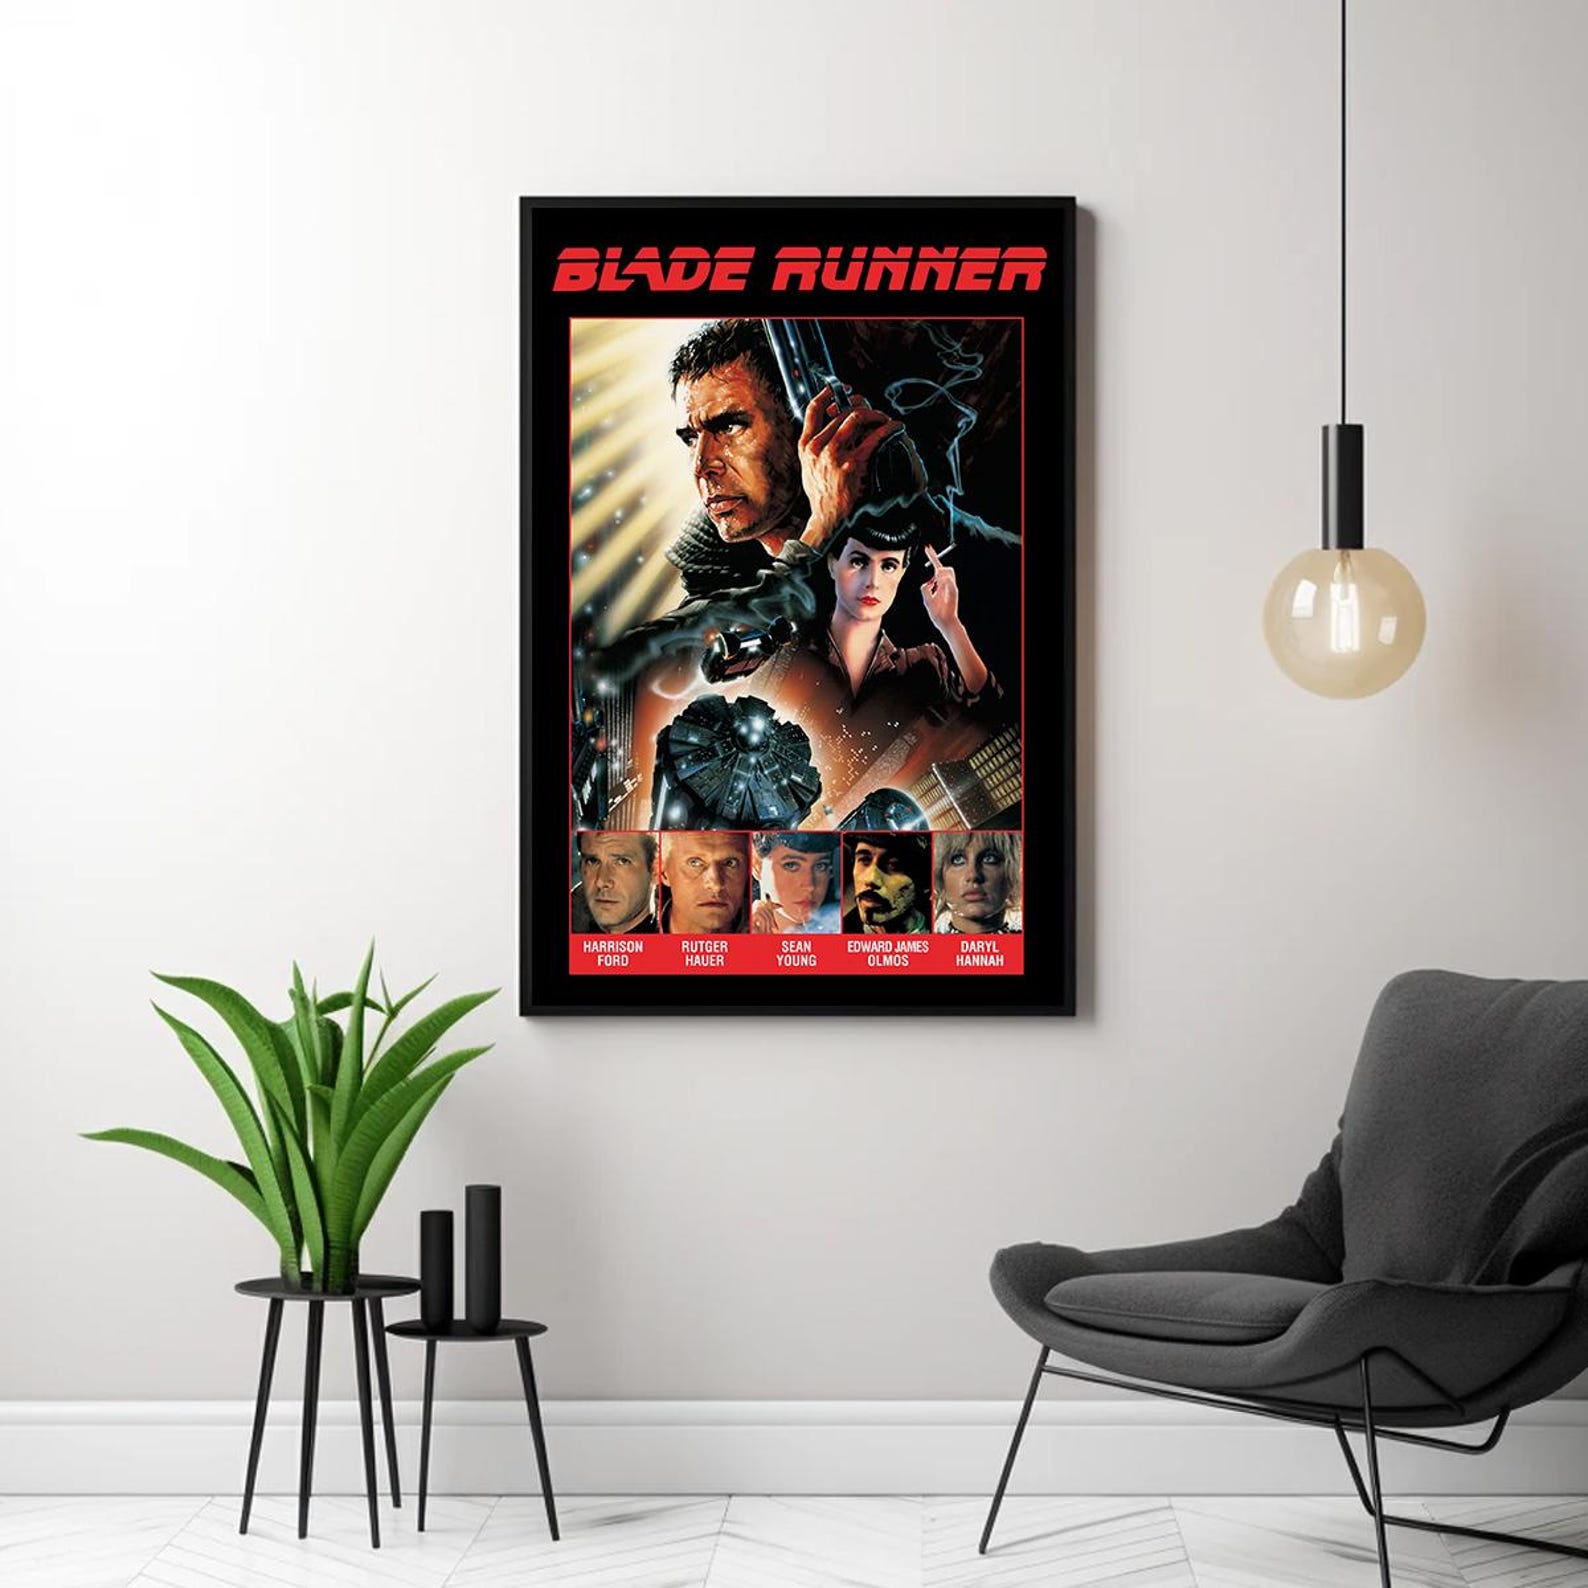 BLADE RUNNER
HARRISON FORD
RUTGER HAUER
SEAN YOUNG
EDWARD JAMES OLMOS
DARYL HANNAH